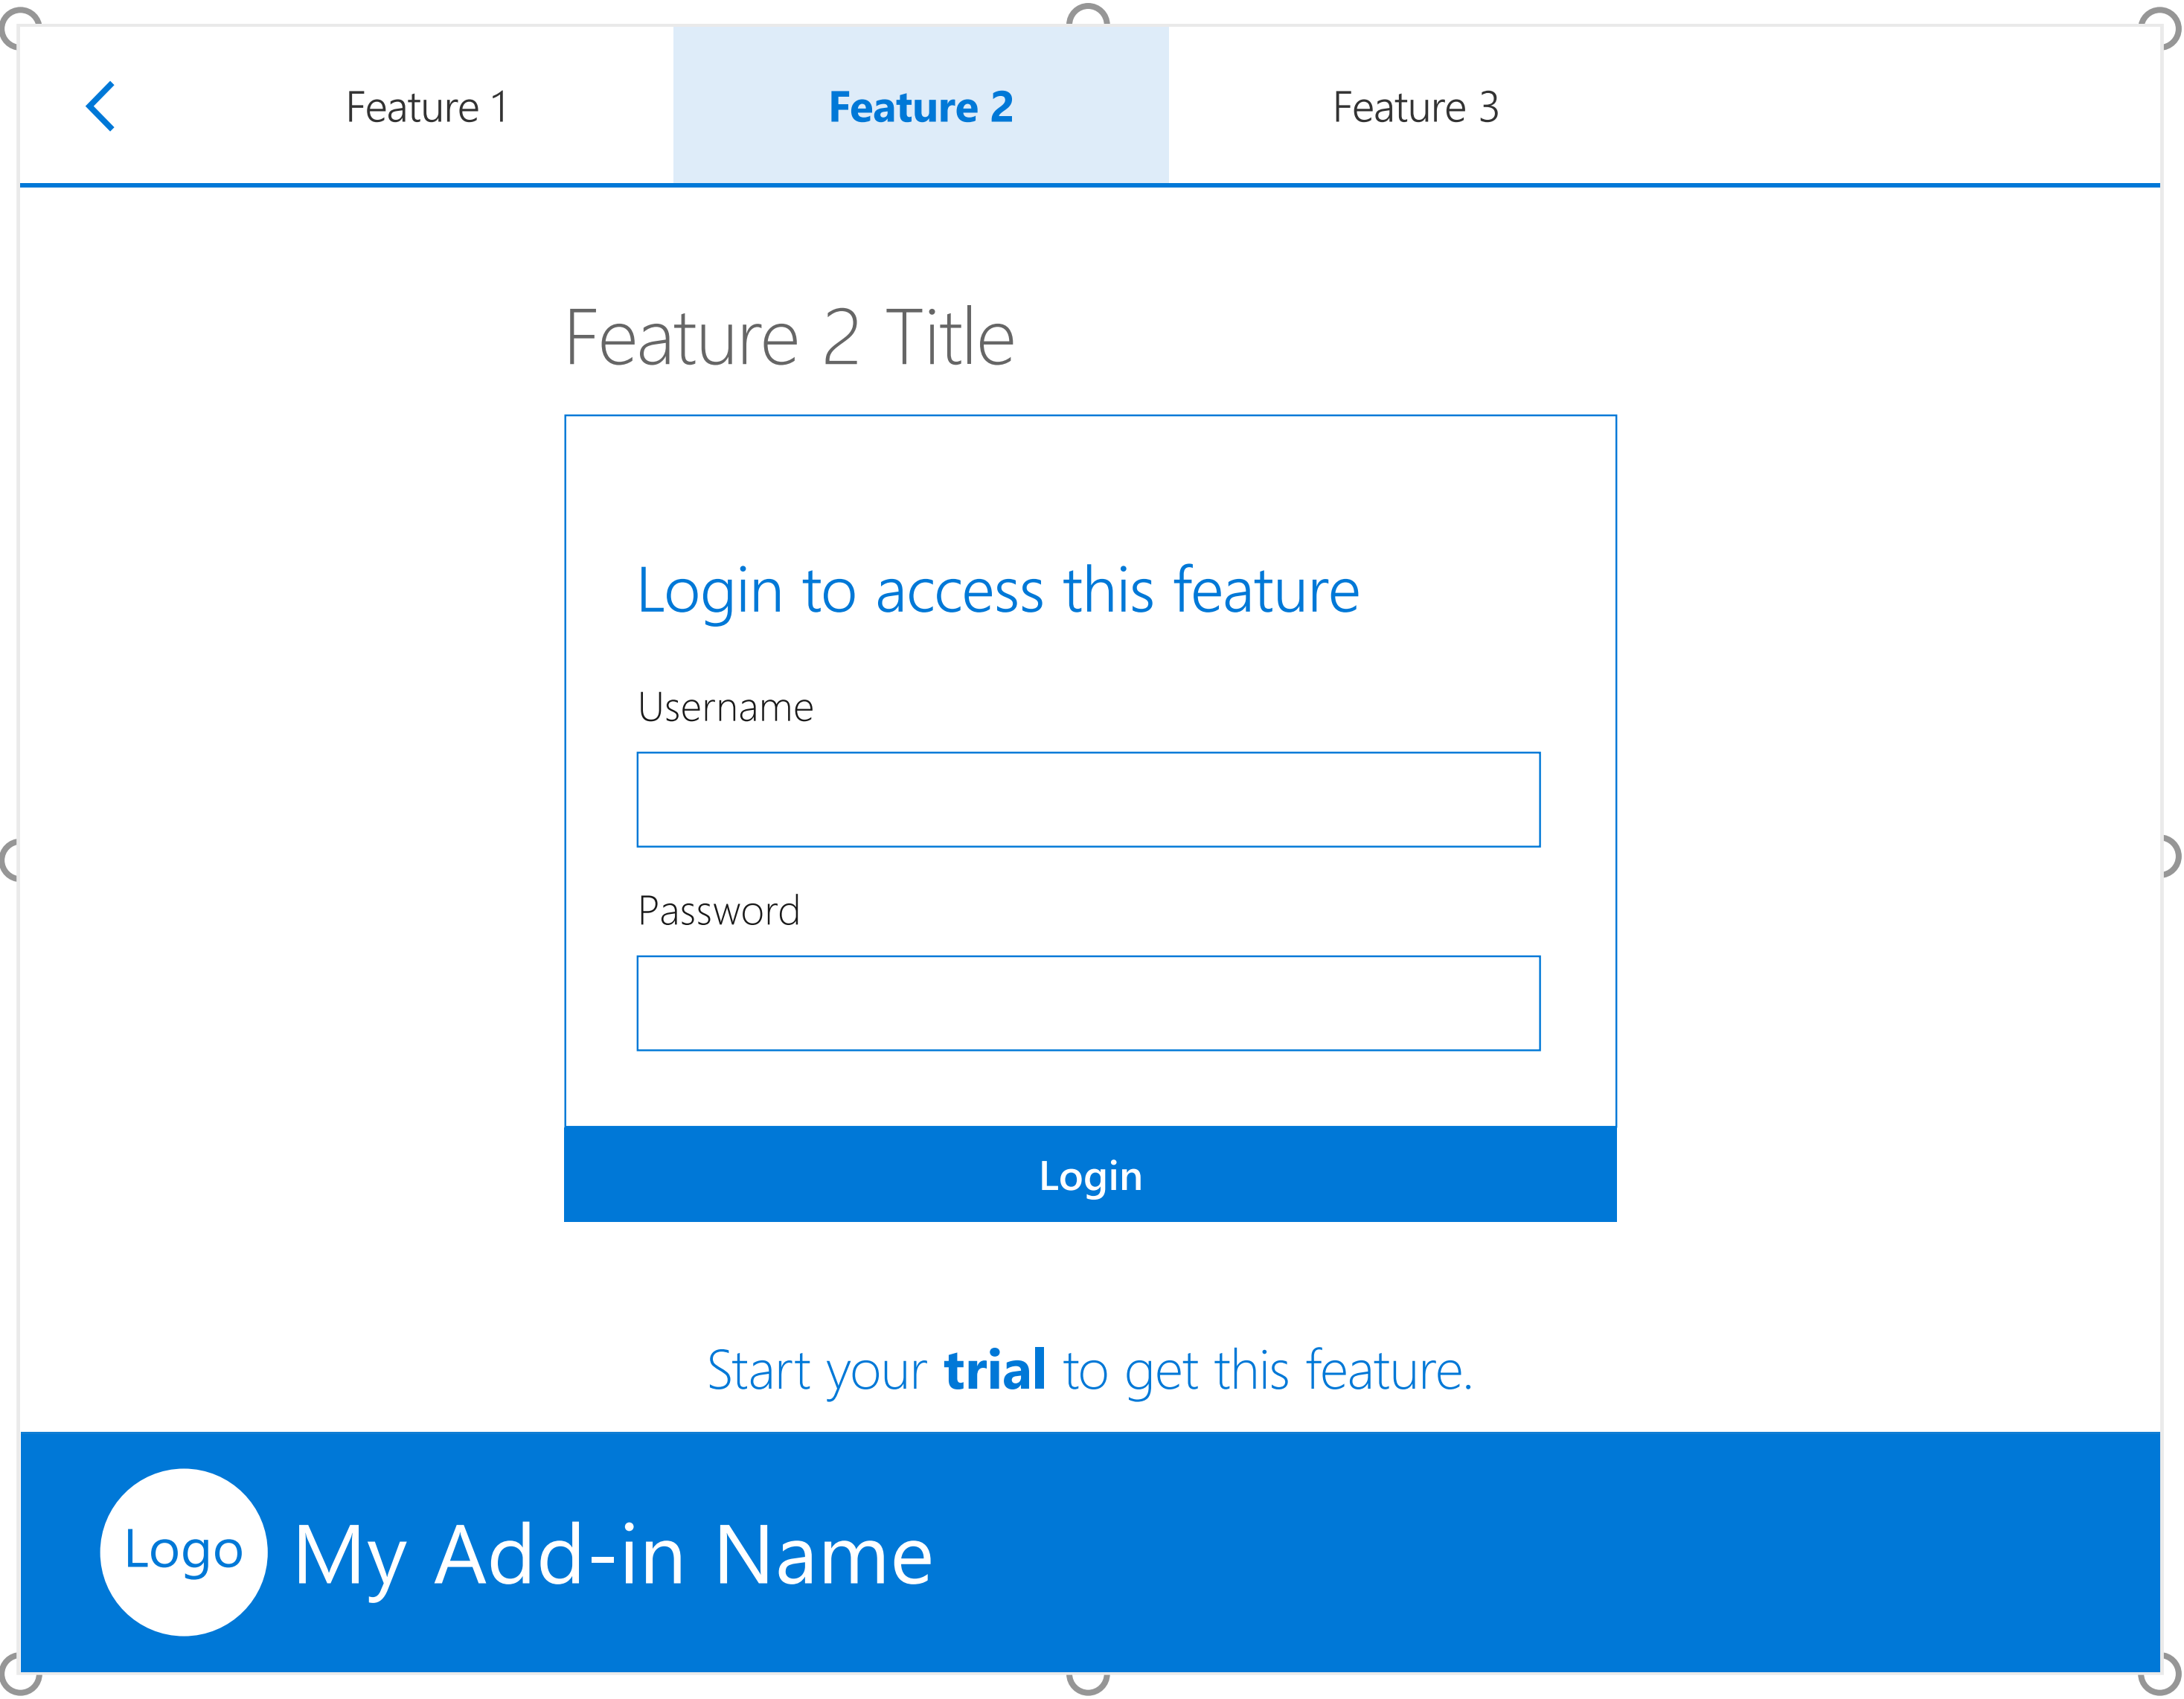 Feature 1
Feature 2
Feature 3
Feature 2 Title
Login to access this feature
Username
Password
Login
Start your trial to get this feature.
Logo
My Add-in Name